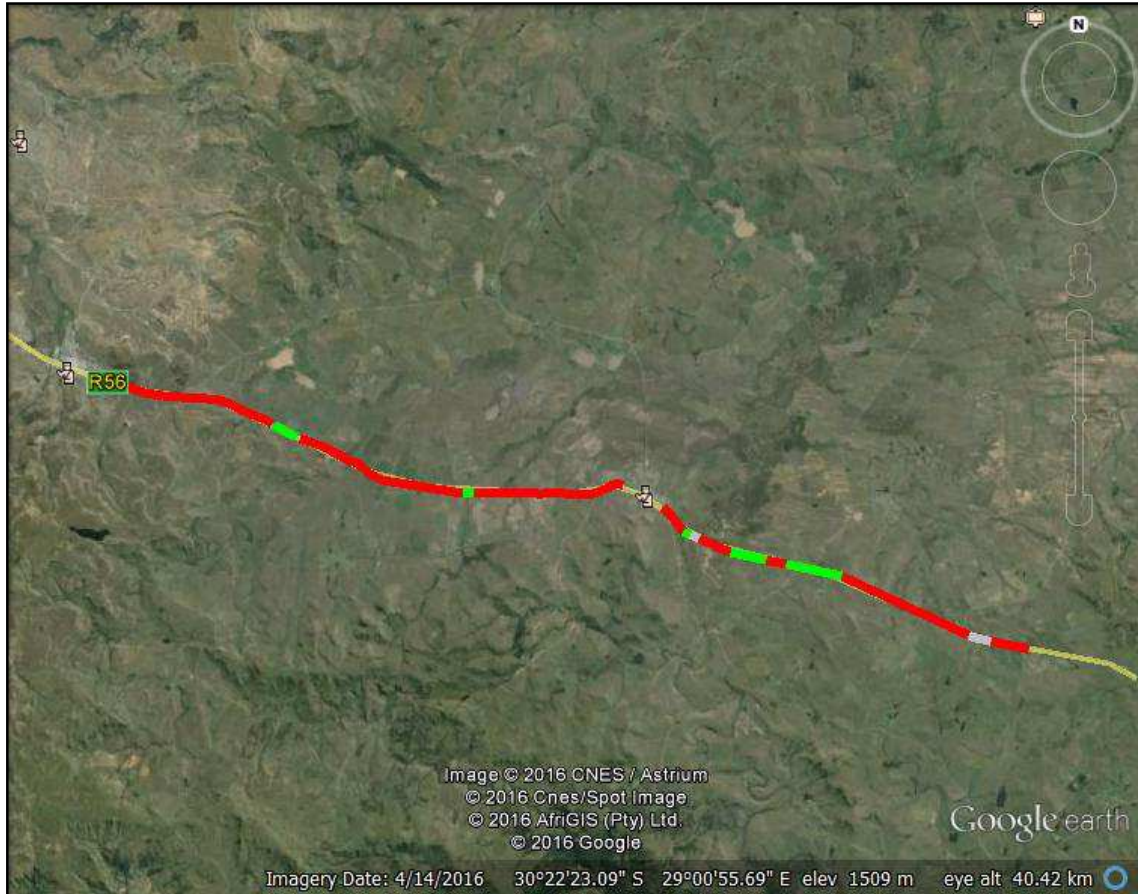 N
R56
Image © 2016 CNES / Astrium
© 2016 Cnes/Spot Image
© 2016 AfriGIS (Pty) Ltd.
© 2016 Google
Google earth
Imagery Date: 4/14/2016 30°22'23.09" S 29°00'55.69" E elev 1509 m eye alt 40.42 km